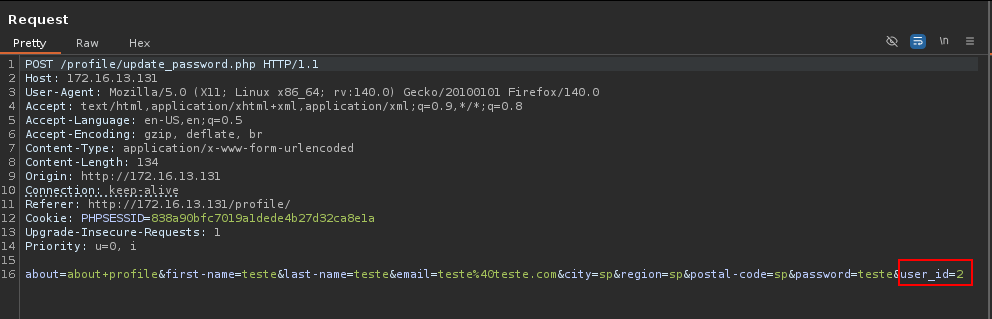 Request
Pretty Raw Hex
\n
1 POST /profile/update_password.php HTTP/1.1
2 Host: 172.16.13.131
3 User-Agent: Mozilla/5.0 (X11; Linux x86_64; rv:140.0) Gecko/20100101 Firefox/140.0
4 Accept: text/html,application/xhtml+xml,application/xml;q=0.9,*/*;q=0.8
5 Accept-Language: en-US,en;q=0.5
6 Accept-Encoding: gzip, deflate, br
7 Content-Type: application/x-www-form-urlencoded
8 Content-Length: 134
9 Origin: http://172.16.13.131
10 Connection: keep-alive
11 Referer: http://172.16.13.131/profile/
12 Cookie: PHPSESSID=838a90bfc7019a1dede4b27d32ca8e1a
13 Upgrade-Insecure-Requests: 1
14 Priority: u=0, i
15
16 about=about+profile&first-name=teste&last-name=teste&email=teste%40teste.com&city=sp&region=sp&postal-code=sp&password=teste&user_id=2